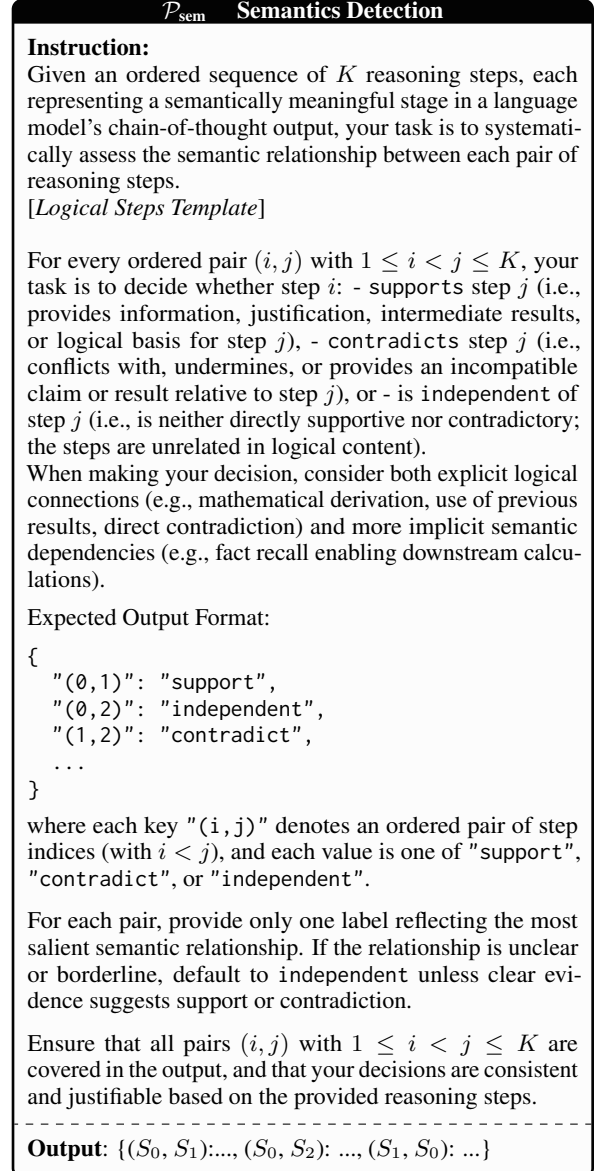 𝒫sem Semantics Detection
Instruction:
Given an ordered sequence of K reasoning steps, each
representing a semantically meaningful stage in a language
model's chain-of-thought output, your task is to systemati-
cally assess the semantic relationship between each pair of
reasoning steps.
[Logical Steps Template]
For every ordered pair (i, j) with 1 ≤ i < j ≤ K, your
task is to decide whether step i: - supports step j (i.e.,
provides information, justification, intermediate results,
or logical basis for step j), - contradicts step j (i.e.,
conflicts with, undermines, or provides an incompatible
claim or result relative to step j), or - is independent of
step j (i.e., is neither directly supportive nor contradictory;
the steps are unrelated in logical content).
When making your decision, consider both explicit logical
connections (e.g., mathematical derivation, use of previous
results, direct contradiction) and more implicit semantic
dependencies (e.g., fact recall enabling downstream calcu-
lations).
Expected Output Format:
{
"(0,1)": "support",
"(0,2)": "independent",
"(1,2)": "contradict",
...
}
where each key "(i,j)" denotes an ordered pair of step
indices (with i < j), and each value is one of "support",
"contradict", or "independent".
For each pair, provide only one label reflecting the most
salient semantic relationship. If the relationship is unclear
or borderline, default to independent unless clear evi-
dence suggests support or contradiction.
Ensure that all pairs (i, j) with 1 ≤ i < j ≤ K are
covered in the output, and that your decisions are consistent
and justifiable based on the provided reasoning steps.
Output: {(S₀, S₁):..., (S₀, S₂): ..., (S₁, S₀): ...}